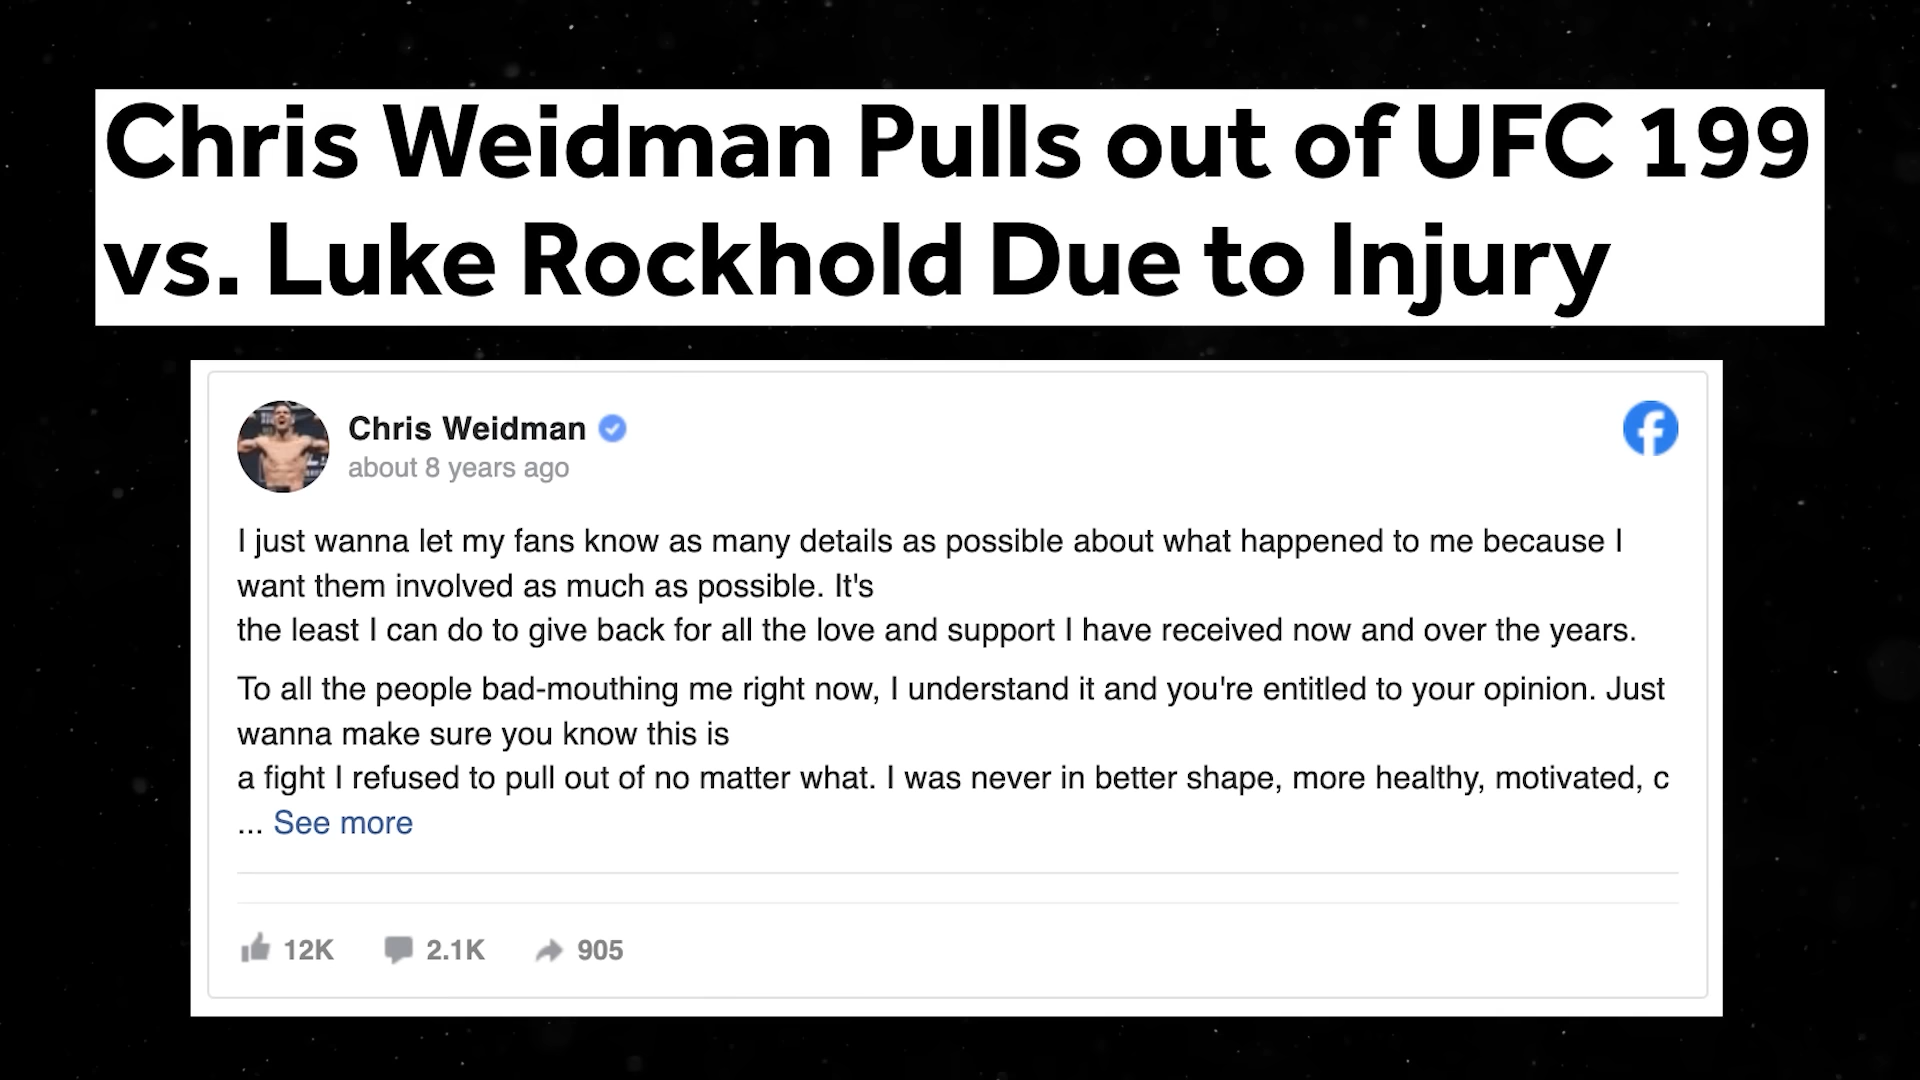 Chris Weidman Pulls out of UFC 199
vs. Luke Rockhold Due to Injury
Chris Weidman
about 8 years ago
I just wanna let my fans know as many details as possible about what happened to me because I
want them involved as much as possible. It's
the least I can do to give back for all the love and support I have received now and over the years.
To all the people bad-mouthing me right now, I understand it and you're entitled to your opinion. Just
wanna make sure you know this is
a fight I refused to pull out of no matter what. I was never in better shape, more healthy, motivated, c
... See more
12K 2.1K 905